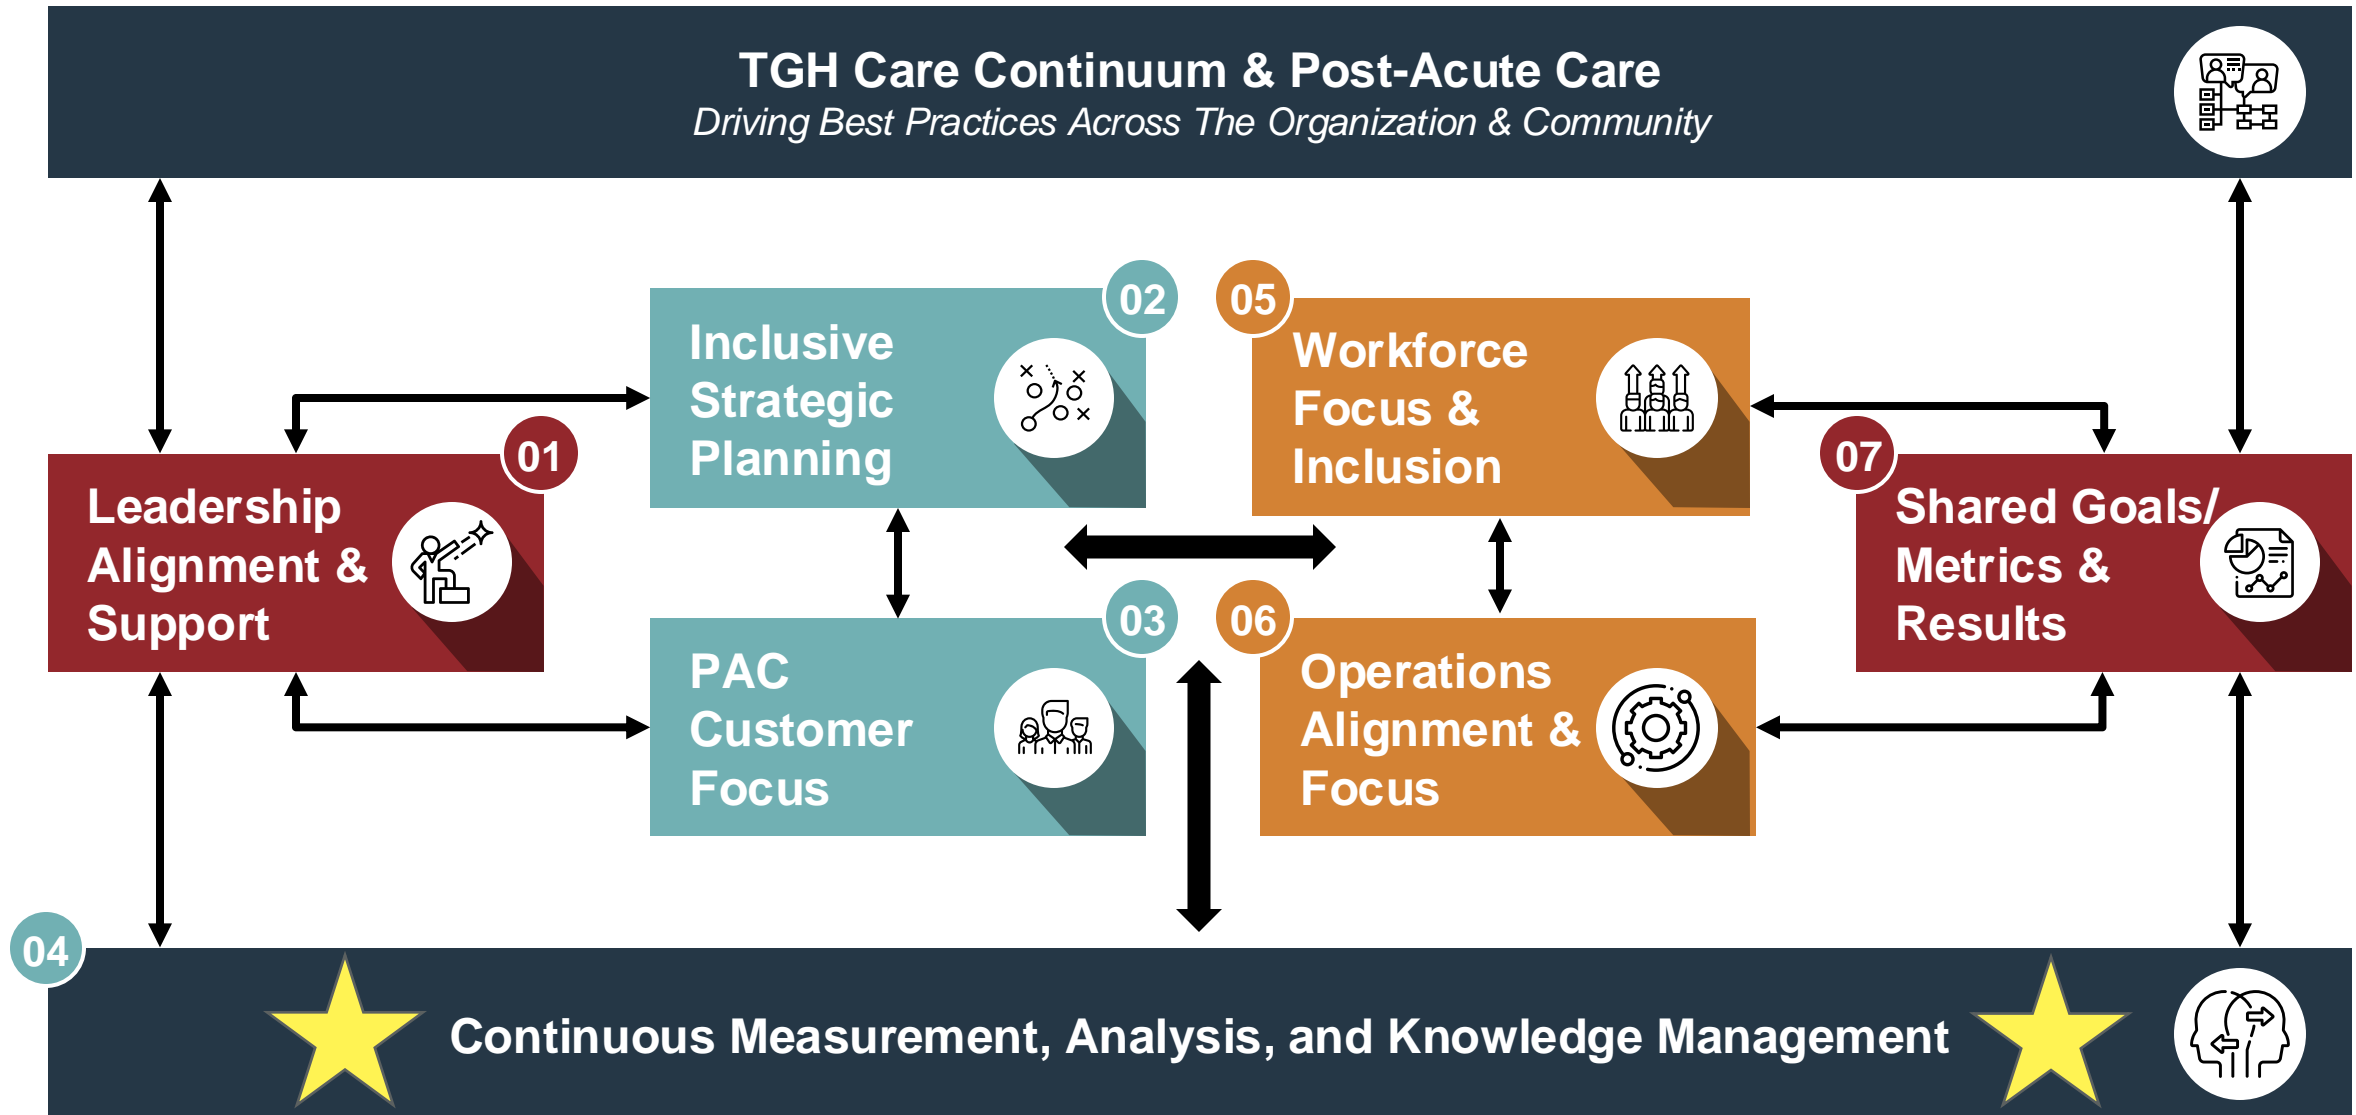 TGH Care Continuum & Post-Acute Care
Driving Best Practices Across The Organization & Community
01
Leadership
Alignment &
Support
02
Inclusive
Strategic
Planning
03
PAC
Customer
Focus
05
Workforce
Focus &
Inclusion
06
Operations
Alignment &
Focus
07
Shared Goals/
Metrics &
Results
04
Continuous Measurement, Analysis, and Knowledge Management